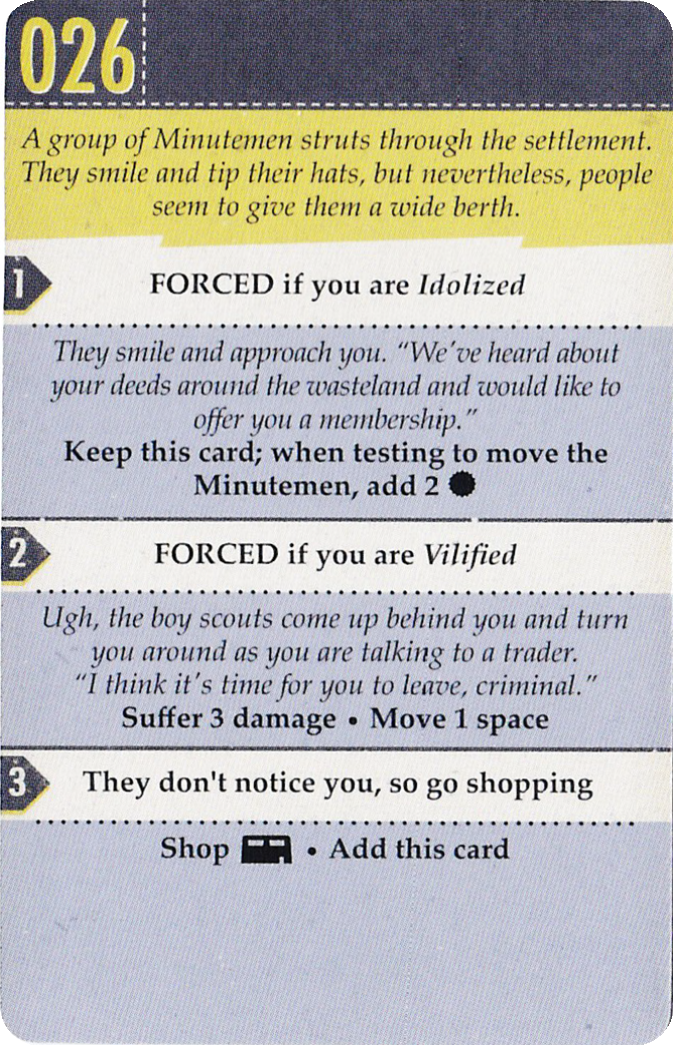 026
A group of Minutemen struts through the settlement.
They smile and tip their hats, but nevertheless, people
seem to give them a wide berth.
1
FORCED if you are Idolized
They smile and approach you. “We've heard about
your deeds around the wasteland and would like to
offer you a membership.”
Keep this card; when testing to move the
Minutemen, add 2
2
FORCED if you are Vilified
Ugh, the boy scouts come up behind you and turn
you around as you are talking to a trader.
“I think it's time for you to leave, criminal.”
Suffer 3 damage • Move 1 space
3
They don't notice you, so go shopping
Shop • Add this card